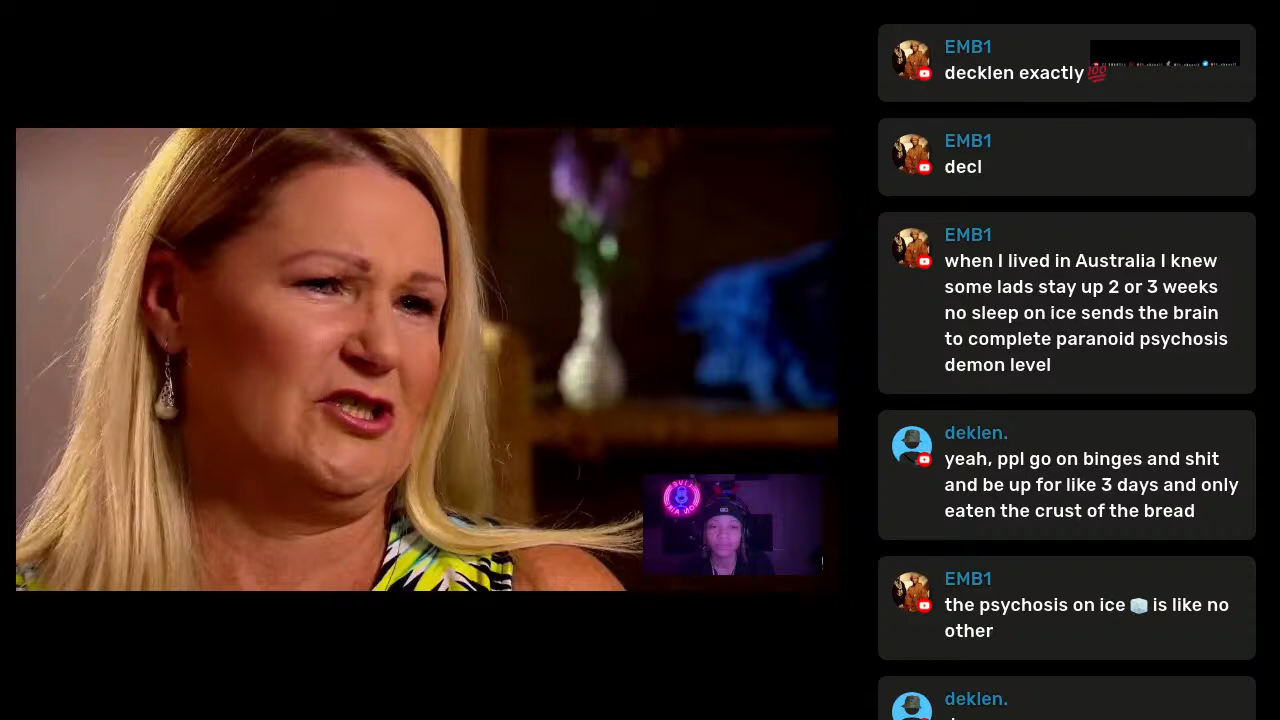 EMB1
decklen exactly 💯
EMB1
decl
EMB1
when I lived in Australia I knew
some lads stay up 2 or 3 weeks
no sleep on ice sends the brain
to complete paranoid psychosis
demon level
deklen.
yeah, ppl go on binges and shit
and be up for like 3 days and only
eaten the crust of the bread
EMB1
the psychosis on ice 🧊 is like no
other
deklen.